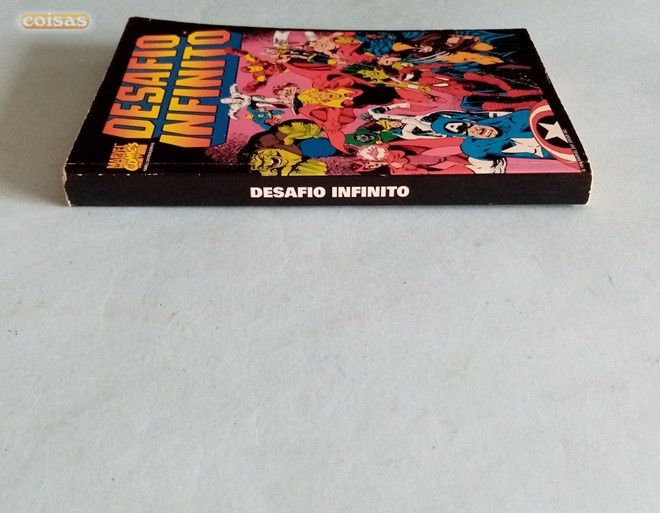 coisas
DESAFIO
INFINITO
MARVEL
COMICS
DESAFIO INFINITO